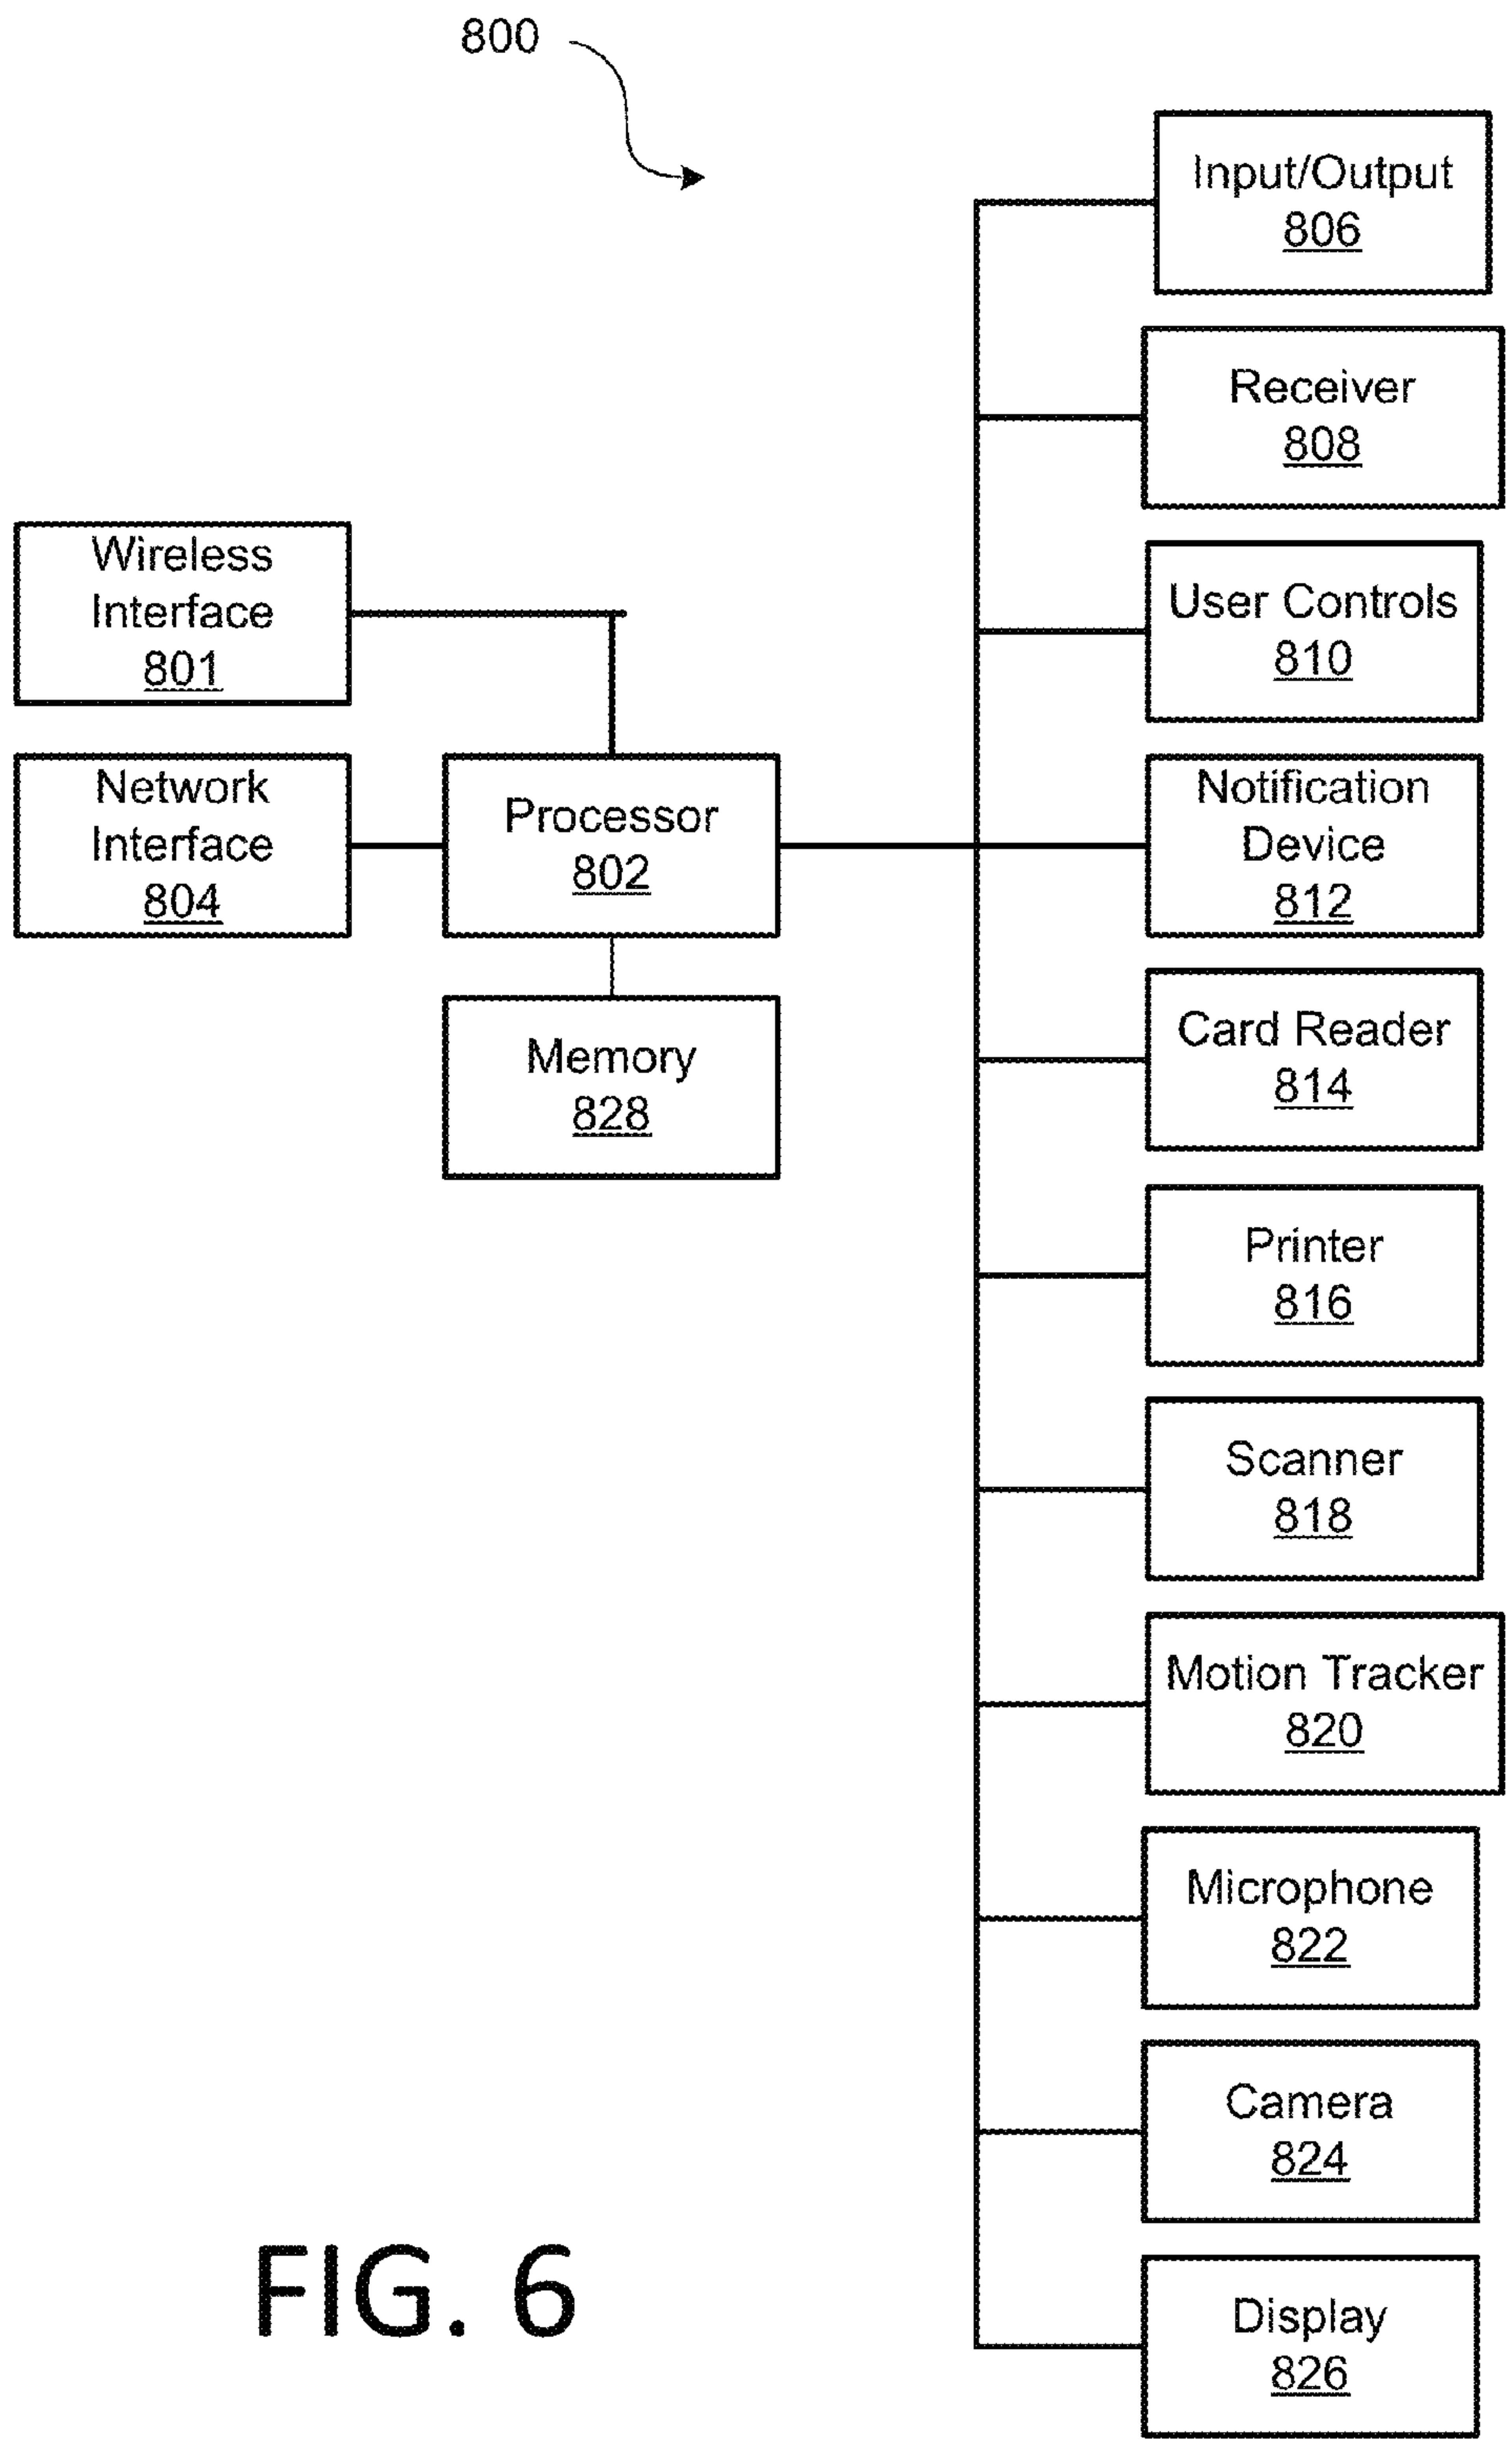 800
Input/Output
806
Receiver
808
User Controls
810
Wireless
Interface
801
Network
Interface
804
Processor
802
Notification
Device
812
Memory
828
Card Reader
814
Printer
816
Scanner
818
Motion Tracker
820
Microphone
822
Camera
824
Display
826
FIG. 6